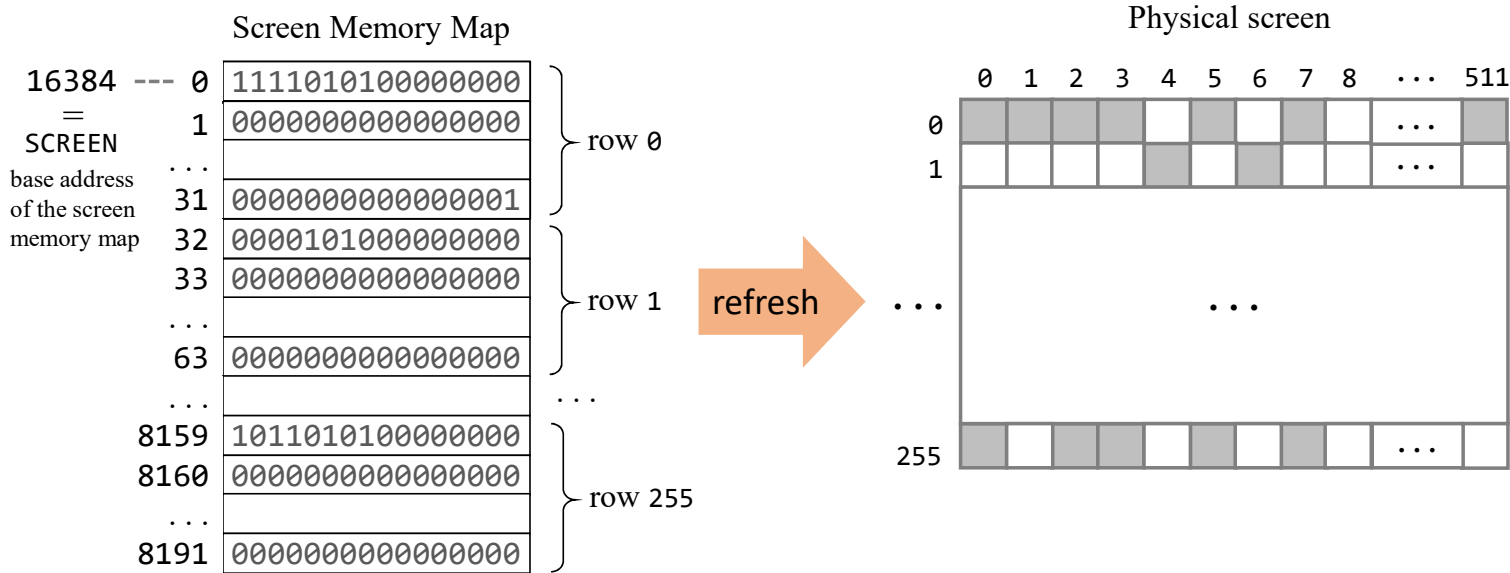 Screen Memory Map
16384 --- 0 1111010100000000
= 1 0000000000000000
SCREEN
...
base address
of the screen
memory map
31 0000000000000001
row 0
32 0000101000000000
33 0000000000000000
...
63 0000000000000000
row 1
... ...
8159 1011010100000000
8160 0000000000000000
...
8191 0000000000000000
row 255
refresh
Physical screen
0 1 2 3 4 5 6 7 8 ... 511
0 ...
1 ...
... ...
255 ...